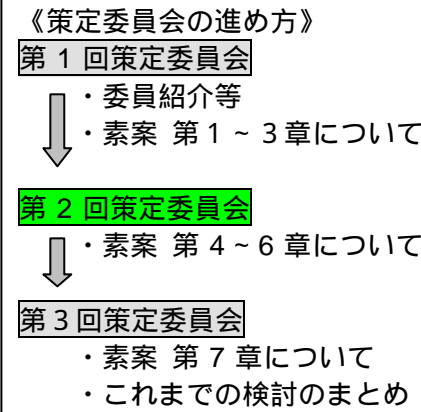 《策定委員会の進め方》
第1回策定委員会
・委員紹介等
・素案 第1~3章について
第2回策定委員会
・素案 第4~6章について
第3回策定委員会
・素案 第7章について
・これまでの検討のまとめ